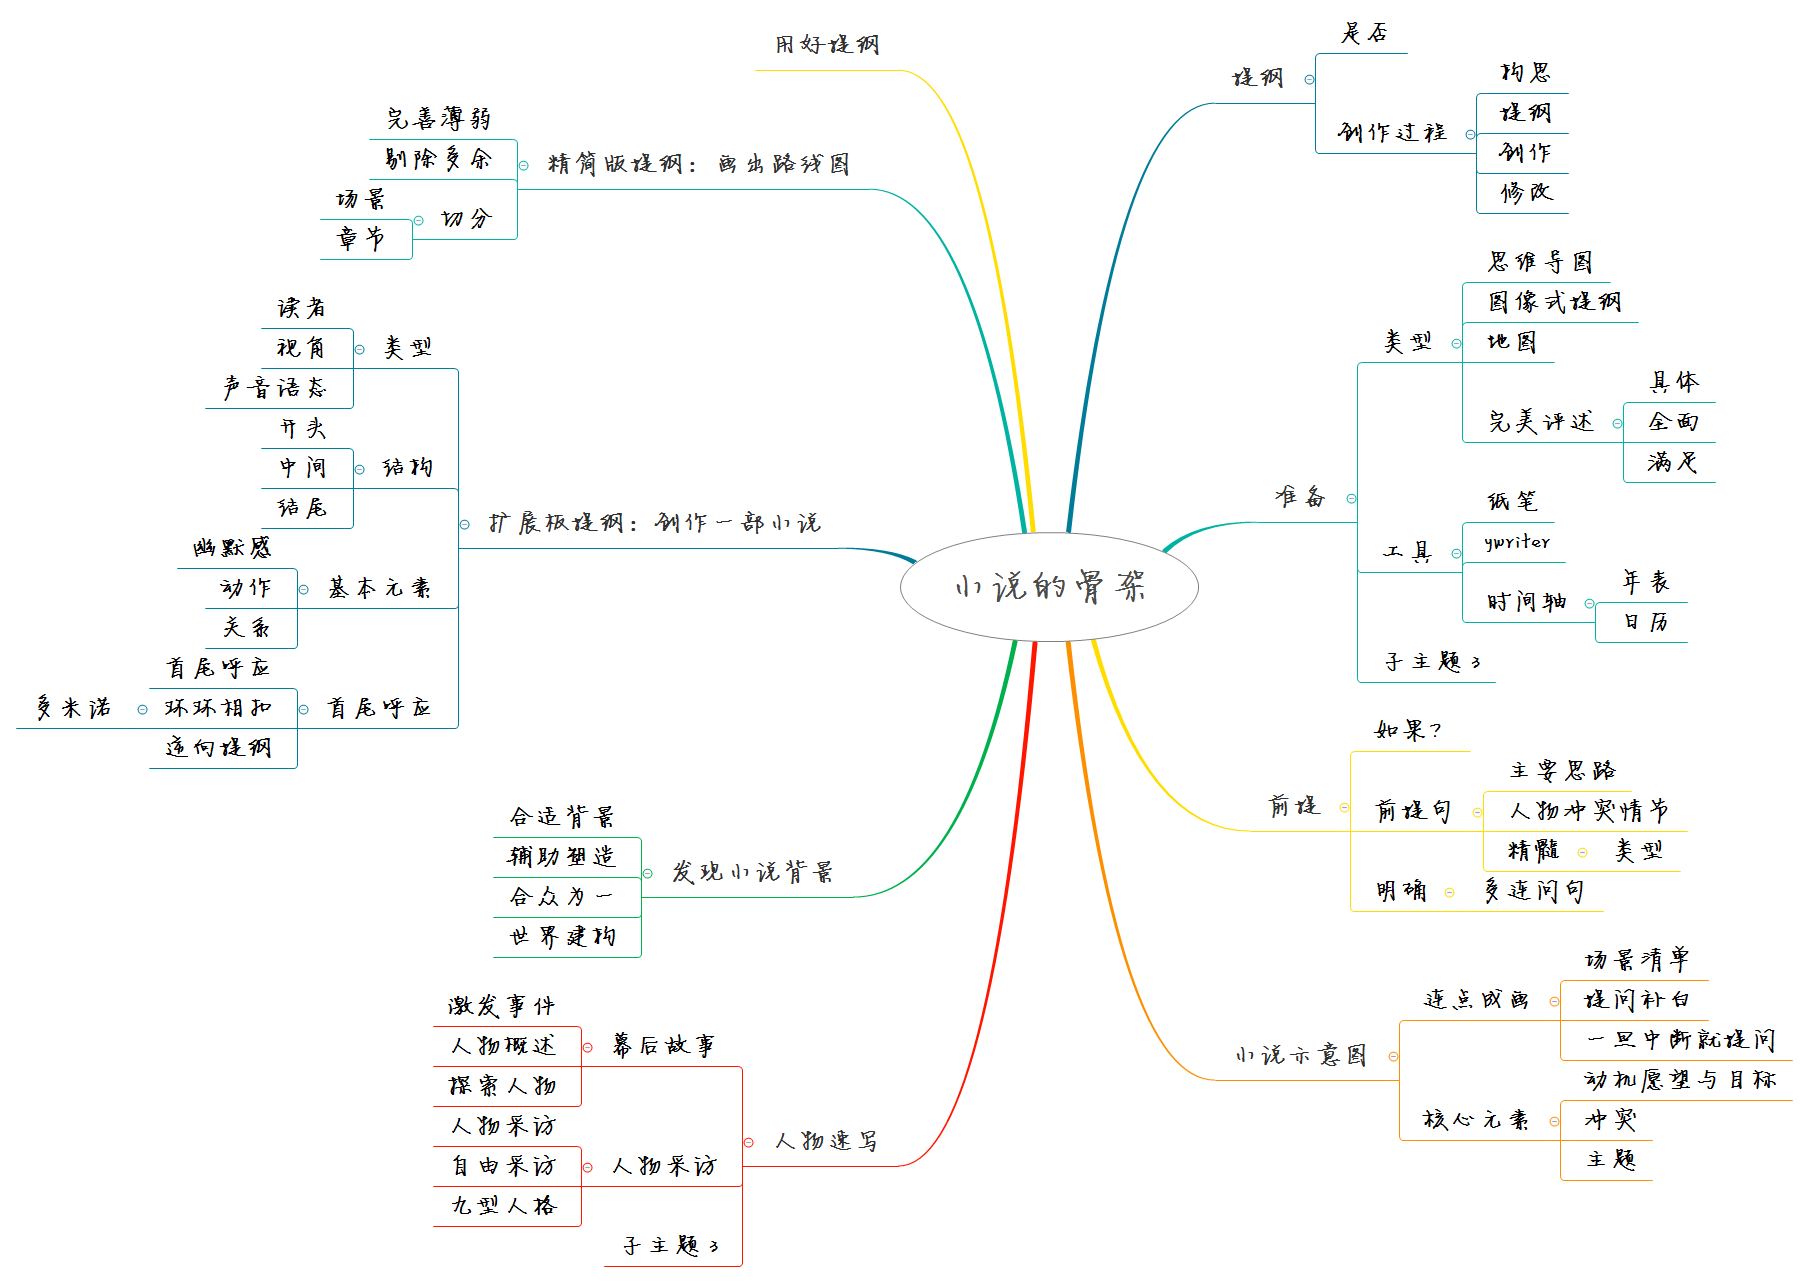 小说的骨架
提纲
是否
创作过程
构思
提纲
创作
修改
准备
类型
思维导图
图像式提纲
地图
完美评述
具体
全面
满足
工具
纸笔
ywriter
时间轴
年表
日历
子主题 3
前提
如果?
前提句
主要思路
人物冲突情节
精髓
类型
明确
多连问句
小说示意图
连点成画
场景清单
提问补白
一旦中断就提问
核心元素
动机愿望与目标
冲突
主题
人物速写
幕后故事
激发事件
人物概述
探索人物
人物采访
人物采访
自由采访
九型人格
子主题 3
发现小说背景
合适背景
辅助塑造
合众为一
世界建构
扩展板提纲：创作一部小说
类型
读者
视角
声音语态
结构
开头
中间
结尾
基本元素
幽默感
动作
关系
首尾呼应
首尾呼应
环环相扣
多米诺
逆向提纲
精简版提纲：画出路线图
完善薄弱
剔除多余
切分
场景
章节
用好提纲